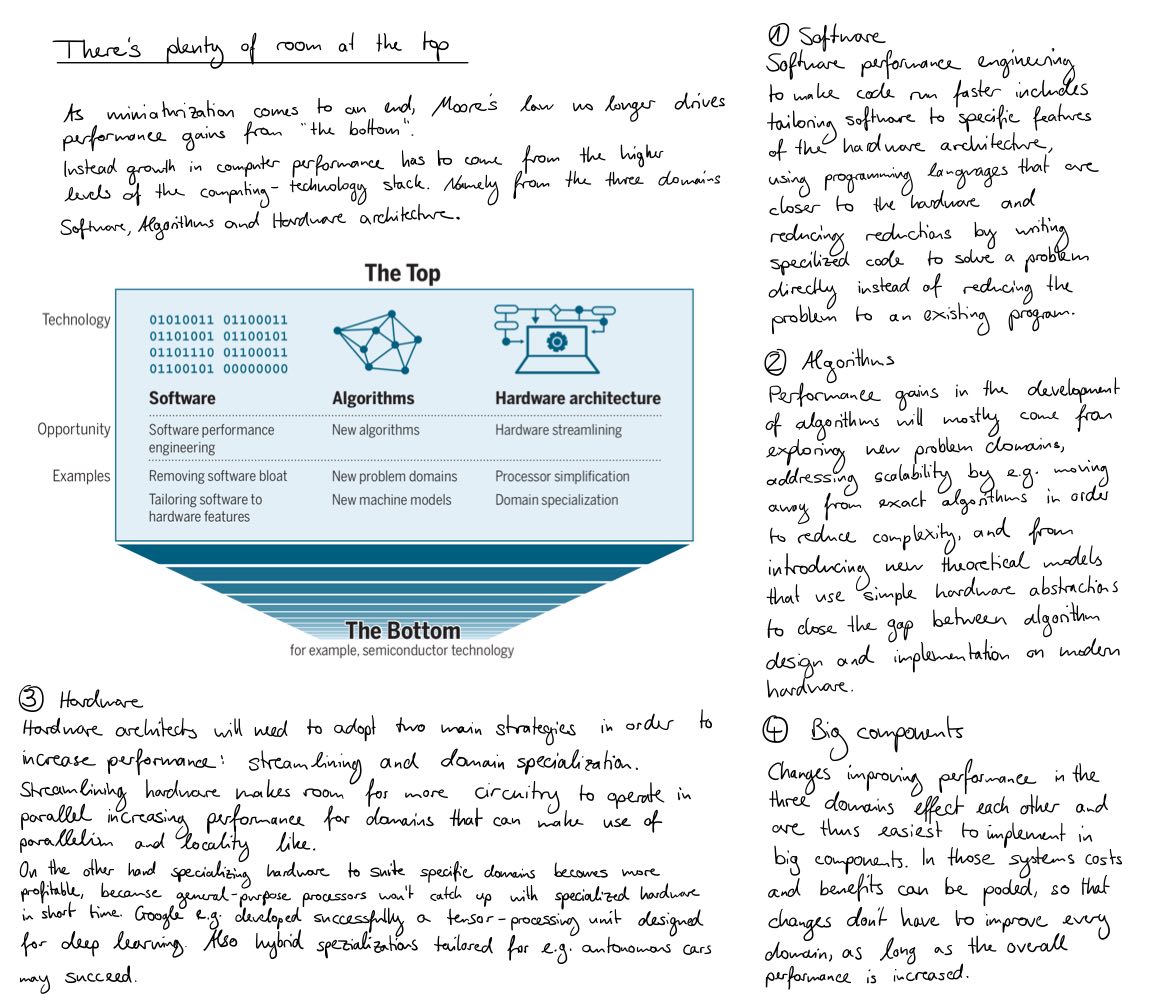 There's plenty of room at the top
As miniaturization comes to an end, Moore's law no longer drives
performance gains from "the bottom".
Instead growth in computer performance has to come from the higher
levels of the computing-technology stack. Namely from the three domains
Software, Algorithms and Hardware architecture.
The Top
Technology
01010011 01100011
01101001 01100101
01101110 01100011
01100101 00000000
Software Algorithms Hardware architecture
Opportunity Software performance New algorithms Hardware streamlining
engineering
Examples Removing software bloat New problem domains Processor simplification
Tailoring software to New machine models Domain specialization
hardware features
The Bottom
for example, semiconductor technology
① Software
Software performance engineering
to make code run faster includes
tailoring software to specific features
of the hardware architecture,
using programming languages that are
closer to the hardware and
reducing reductions by writing
specilized code to solve a problem
directly instead of reducing the
problem to an existing program.
② Algorithms
Performance gains in the development
of algorithms will mostly come from
exploring new problem domains,
addressing scalability by e.g. moving
away from exact algorithms in order
to reduce complexity, and from
introducing new theoretical models
that use simple hardware abstractions
to close the gap between algorithm
design and implementation on modern
hardware.
③ Hardware
Hardware architects will need to adopt two main strategies in order to
increase performance: streamlining and domain specialization.
Streamlining hardware makes room for more circuitry to operate in
parallel increasing performance for domains that can make use of
parallelism and locality like.
On the other hand specializing hardware to suite specific domains becomes more
profitable, because general-purpose processors won't catch up with specialized hardware
in short time. Google e.g. developed successfully a tensor-processing unit designed
for deep learning. Also hybrid spezializations tailored for e.g. autonomous cars
may succeed.
④ Big components
Changes improving performance in the
three domains effect each other and
are thus easiest to implement in
big components. In those systems costs
and benefits can be pooled, so that
changes don't have to improve every
domain, as long as the overall
performance is increased.